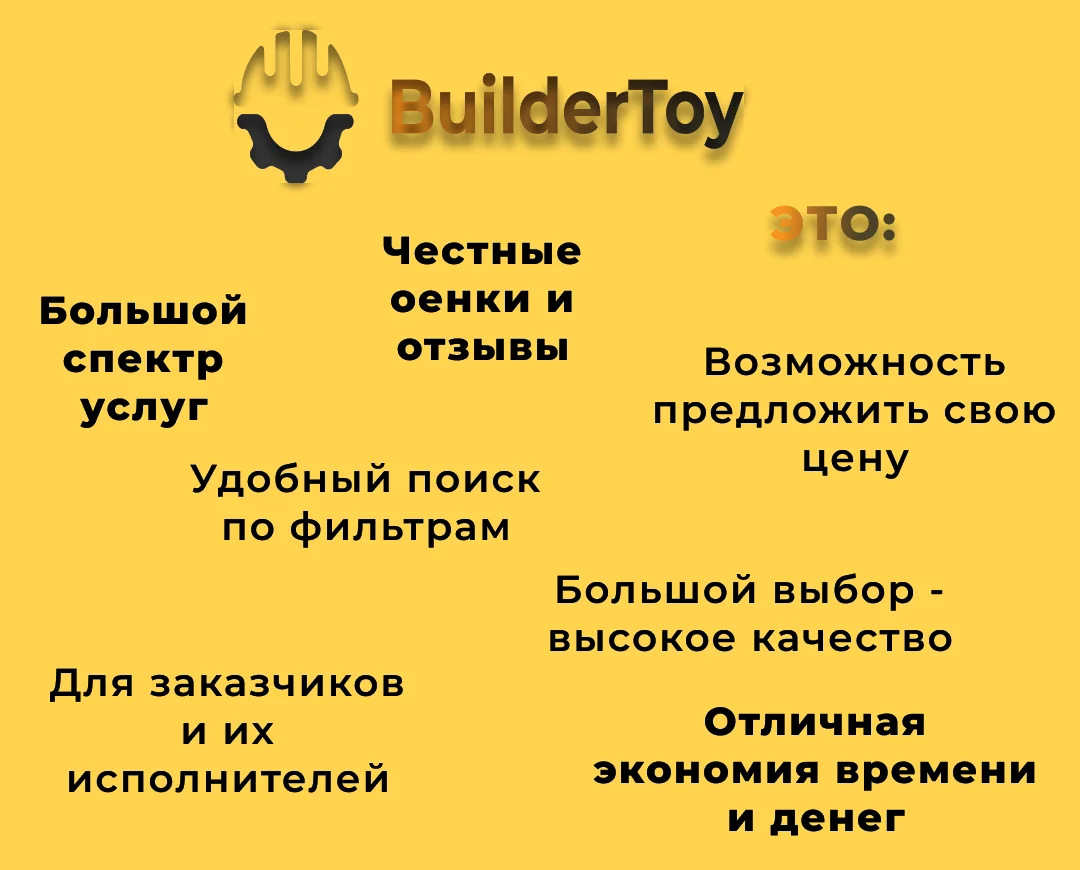 BuilderToy
это:
Честные
оенки и
отзывы
Большой
спектр
услуг
Возможность
предложить свою
цену
Удобный поиск
по фильтрам
Большой выбор -
высокое качество
Для заказчиков
и их
исполнителей
Отличная
экономия времени
и денег